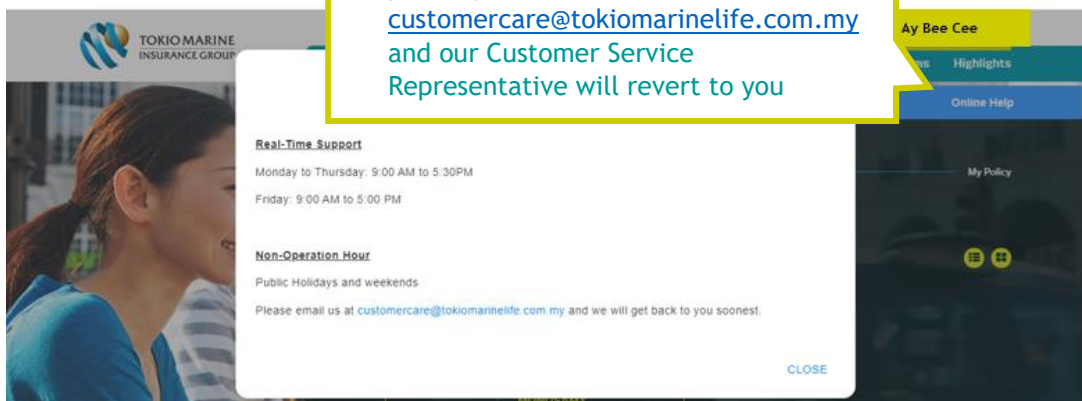 customercare@tokiomarinelife.com.my
and our Customer Service
Representative will revert to you
Ay Bee Cee
TOKIO MARINE
INSURANCE GROUP
Highlights
Online Help
Real-Time Support
Monday to Thursday: 9:00 AM to 5:30PM
Friday: 9:00 AM to 5:00 PM
My Policy
Non-Operation Hour
Public Holidays and weekends
Please email us at customercare@tokiomarinelife.com.my and we will get back to you soonest.
CLOSE